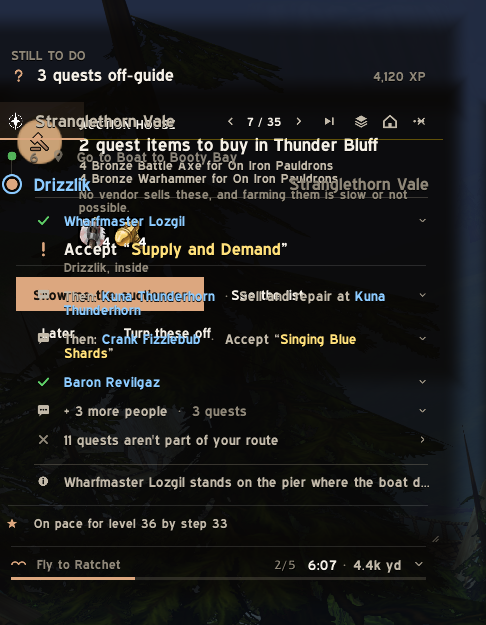 STILL TO DO
? 3 quests off-guide 4,120 XP
Stranglethorn Vale 7 / 35
AUCTION HOUSE
2 quest items to buy in Thunder Bluff
6 Go to Boat to Booty Bay
4 Bronze Battle Axe for On Iron Pauldrons
4 Bronze Warhammer for On Iron Pauldrons
Drizzlik Stranglethorn Vale
No vendor sells these, and farming them is slow or not
possible.
Wharfmaster Lozgil
4 4
! Accept "Supply and Demand"
Drizzlik, inside
Show me the auction house See the list
Then: Kuna Thunderhorn · Sell and repair at Kuna
Thunderhorn
Later Turn these off
Then: Crank Fizzlebub · Accept "Singing Blue
Shards"
Baron Revilgaz
+ 3 more people · 3 quests
11 quests aren't part of your route
Wharfmaster Lozgil stands on the pier where the boat d...
On pace for level 36 by step 33
Fly to Ratchet 2/5 6:07 · 4.4k yd